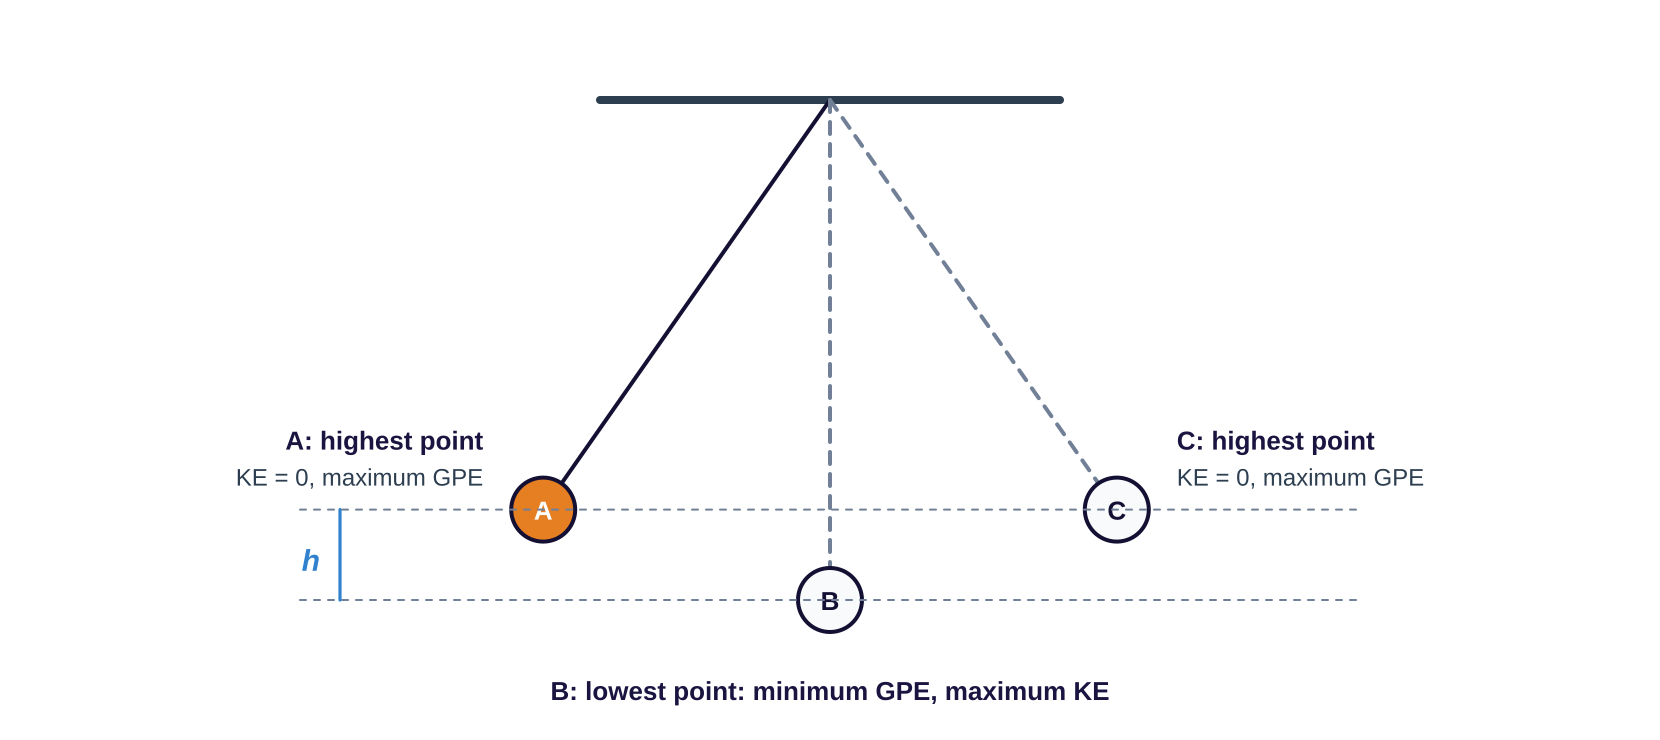 A: highest point
KE = 0, maximum GPE
C: highest point
KE = 0, maximum GPE
A
C
h
B
B: lowest point: minimum GPE, maximum KE